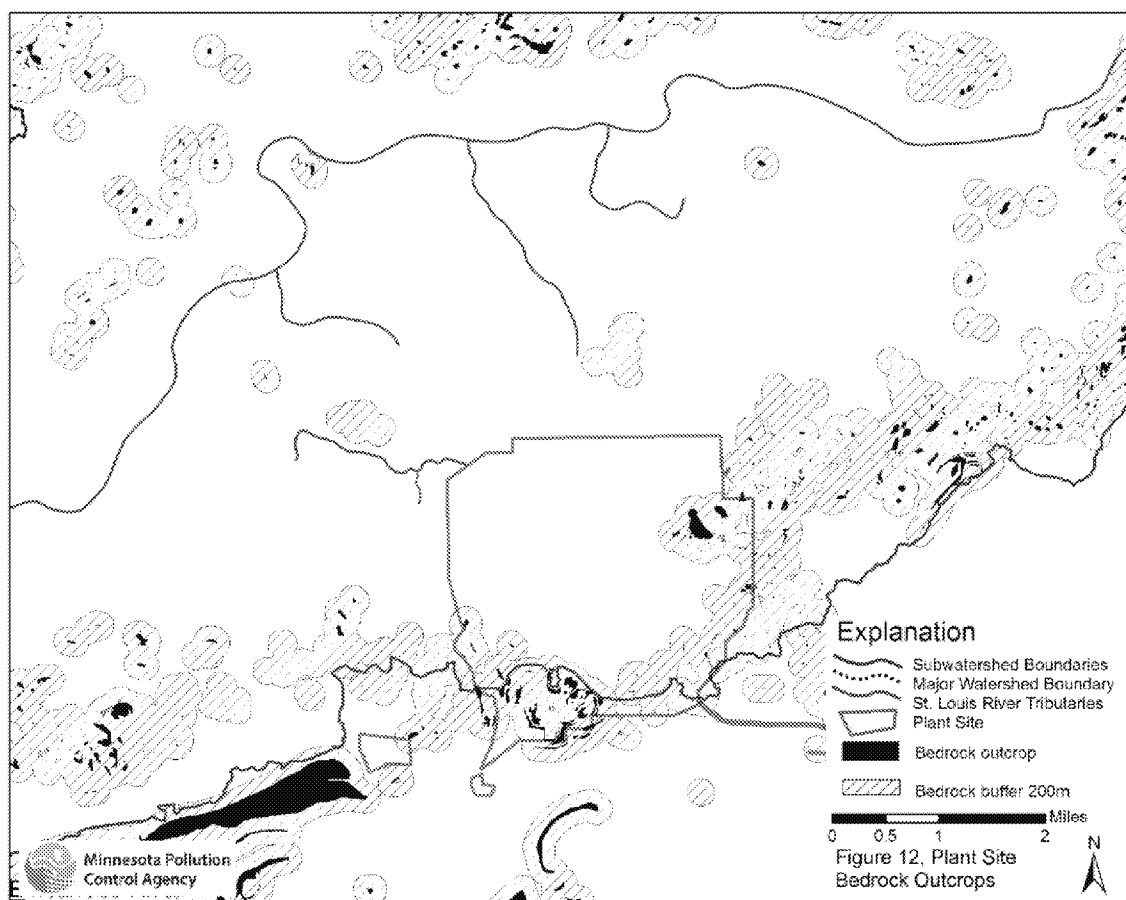 Explanation
Subwatershed Boundaries
Major Watershed Boundary
St. Louis River Tributaries
Plant Site
Bedrock outcrop
Bedrock buffer 200m
Miles
0 0.5 1 2
Figure 12, Plant Site
Bedrock Outcrops
N
Minnesota Pollution
Control Agency
E